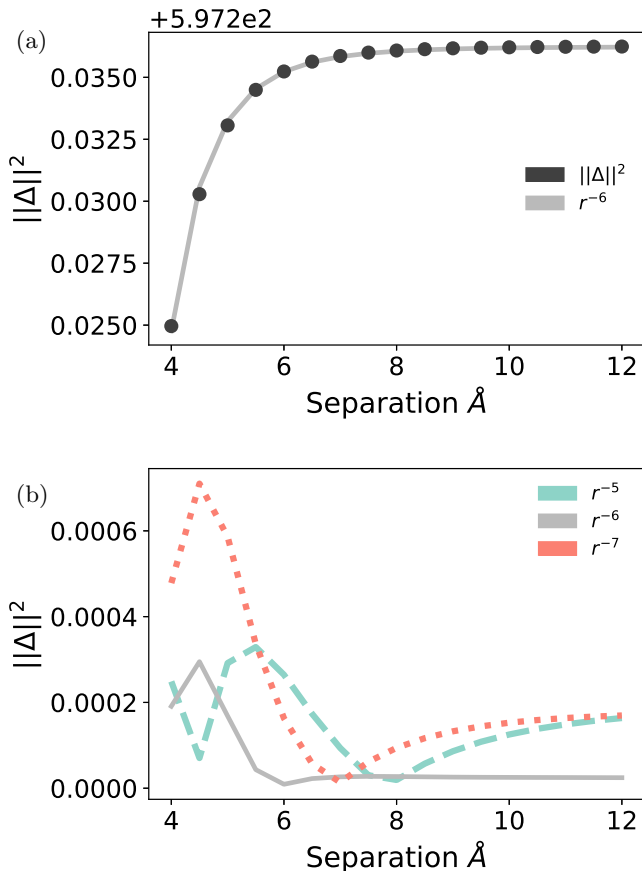 (a)
+5.972e2
||Δ||²
0.0350
0.0325
0.0300
0.0275
0.0250
||Δ||²
r⁻⁶
4 6 8 10 12
Separation Å
(b)
||Δ||²
0.0006
0.0004
0.0002
0.0000
r⁻⁵
r⁻⁶
r⁻⁷
4 6 8 10 12
Separation Å